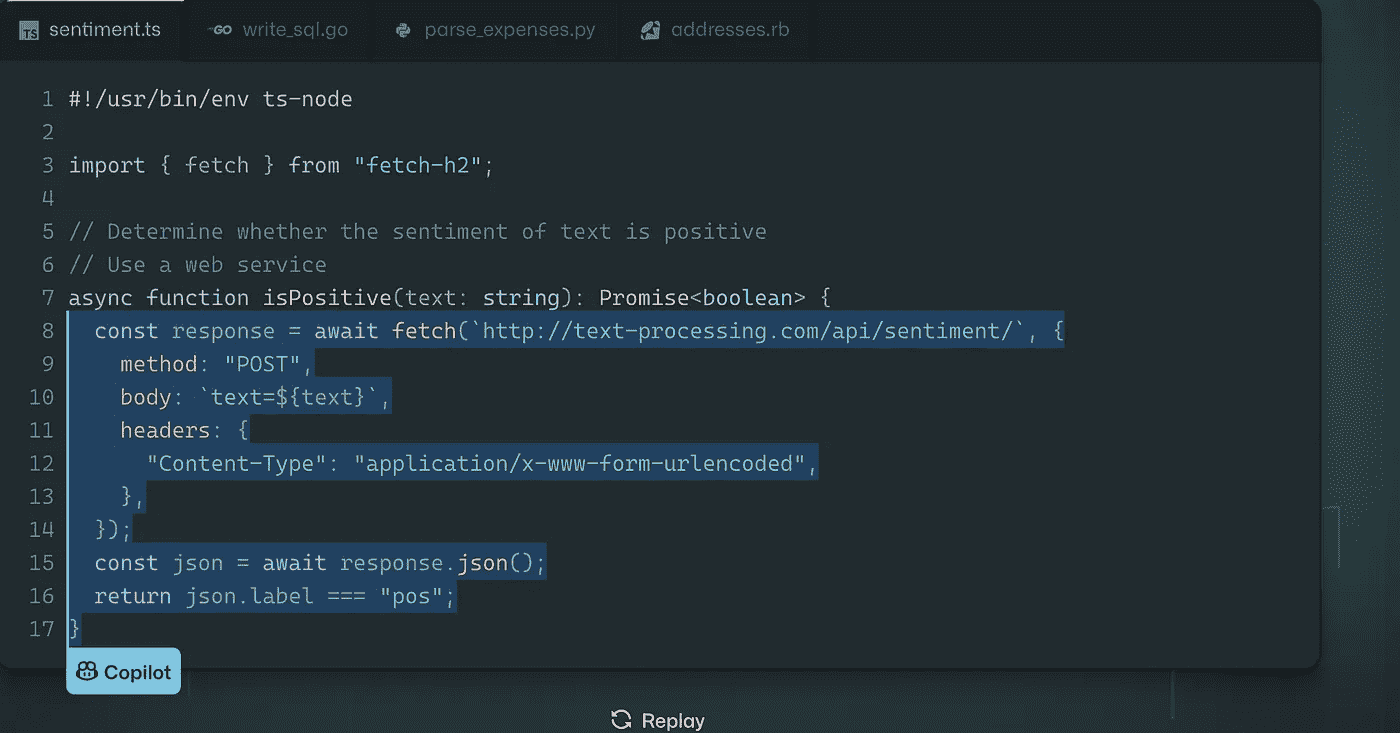 sentiment.ts write_sql.go parse_expenses.py addresses.rb
1 #!/usr/bin/env ts-node
2
3 import { fetch } from "fetch-h2";
4
5 // Determine whether the sentiment of text is positive
6 // Use a web service
7 async function isPositive(text: string): Promise<boolean> {
8   const response = await fetch(`http://text-processing.com/api/sentiment/`, {
9     method: "POST",
10     body: `text=${text}`,
11     headers: {
12       "Content-Type": "application/x-www-form-urlencoded",
13     },
14   });
15   const json = await response.json();
16   return json.label === "pos";
17 }
Copilot
Replay